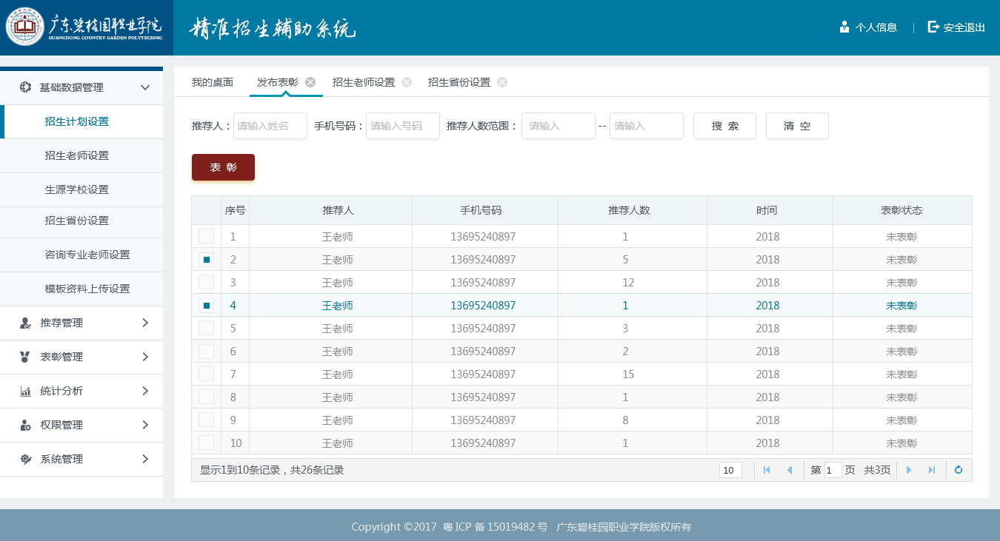 广东碧桂园职业学院
GUANGDONG COUNTRY GARDEN POLYTECHNIC
精准招生辅助系统
个人信息 | 安全退出
基础数据管理
招生计划设置
招生老师设置
生源学校设置
招生省份设置
咨询专业老师设置
模板资料上传设置
推荐管理
表彰管理
统计分析
权限管理
系统管理
我的桌面 发布表彰 招生老师设置 招生省份设置
推荐人： 请输入姓名 手机号码： 请输入号码 推荐人数范围： 请输入 -- 请输入 搜 索 清 空
表 彰
序号 推荐人 手机号码 推荐人数 时间 表彰状态
1 王老师 13695240897 1 2018 未表彰
2 王老师 13695240897 5 2018 未表彰
3 王老师 13695240897 12 2018 未表彰
4 王老师 13695240897 1 2018 未表彰
5 王老师 13695240897 3 2018 未表彰
6 王老师 13695240897 2 2018 未表彰
7 王老师 13695240897 15 2018 未表彰
8 王老师 13695240897 1 2018 未表彰
9 王老师 13695240897 8 2018 未表彰
10 王老师 13695240897 1 2018 未表彰
显示1到10条记录，共26条记录 10 第 1 页 共3页
Copyright ©2017 粤 ICP 备 15019482 号 广东碧桂园职业学院版权所有